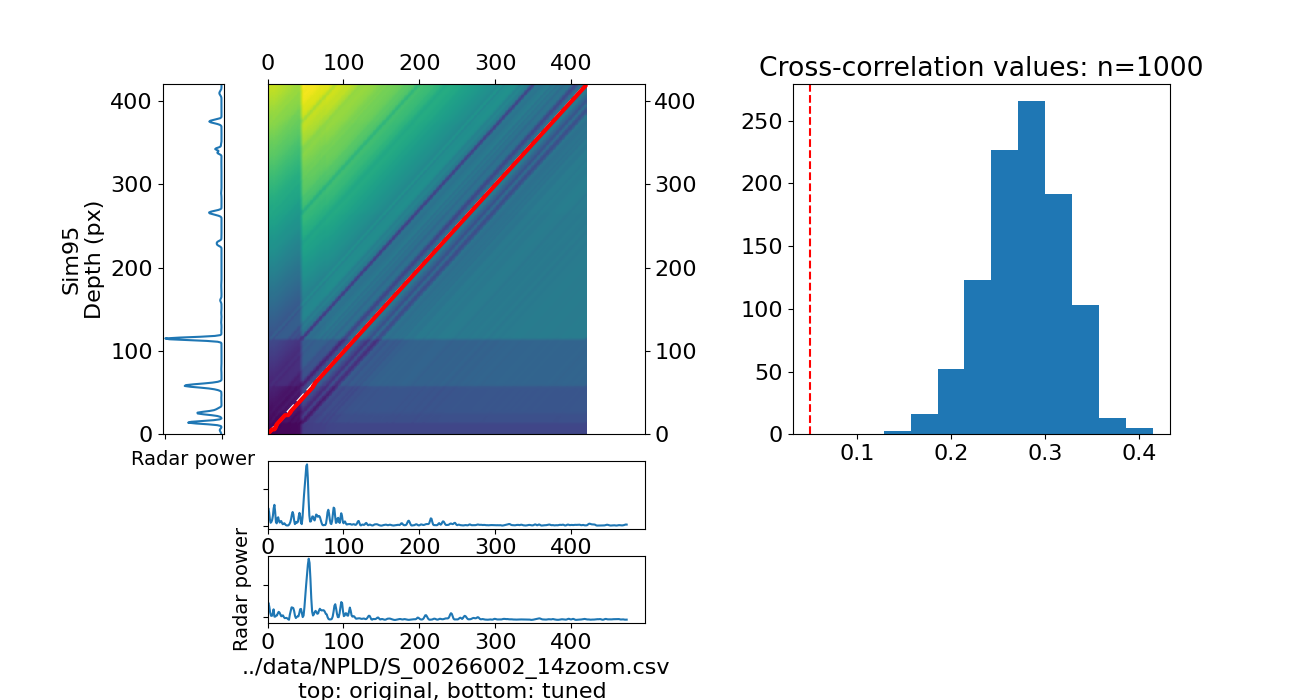 0 100 200 300 400
Cross-correlation values: n=1000
400
300
200
100
0
Sim95
Depth (px)
Radar power
400
300
200
100
0
250
200
150
100
50
0
0.1 0.2 0.3 0.4
0 100 200 300 400
Radar power
0 100 200 300 400
../data/NPLD/S_00266002_14zoom.csv
top: original, bottom: tuned